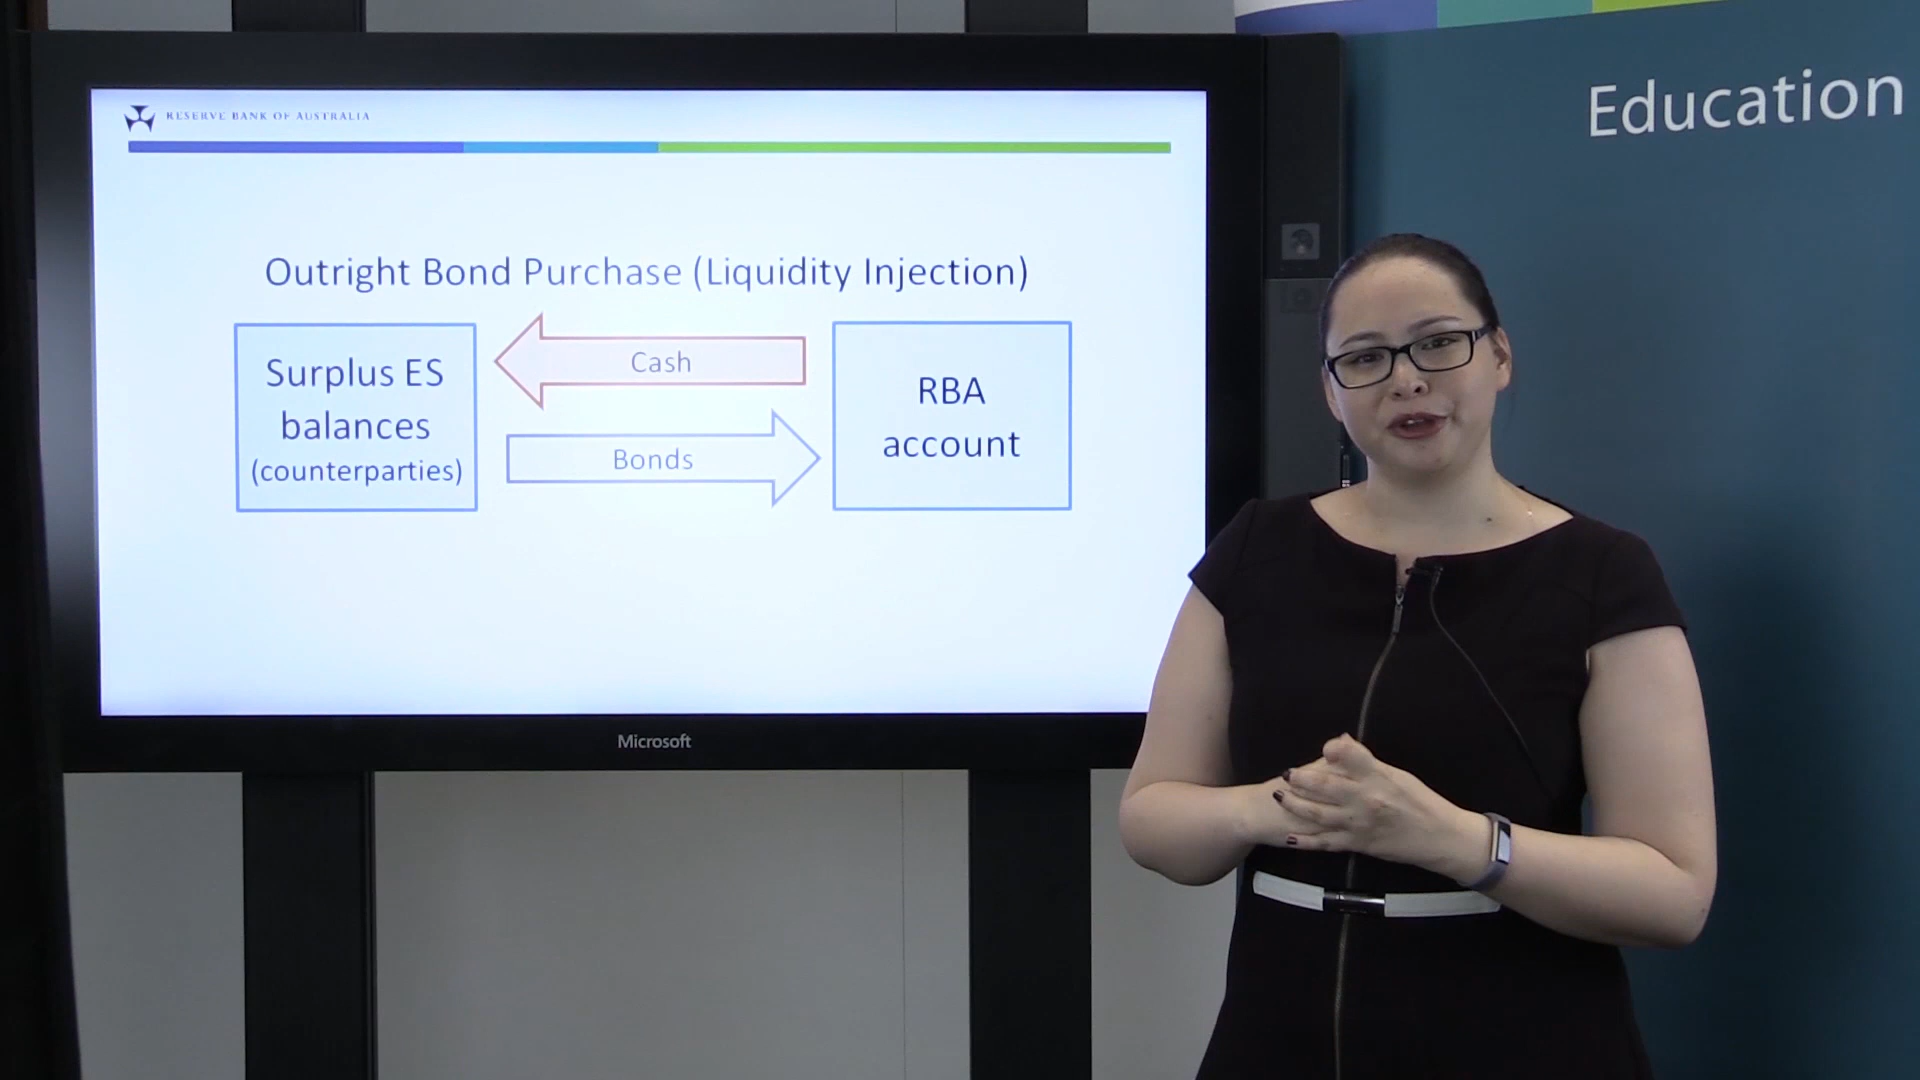 RESERVE BANK OF AUSTRALIA
Education
Outright Bond Purchase (Liquidity Injection)
Surplus ES
balances
(counterparties)
Cash
Bonds
RBA
account
Microsoft